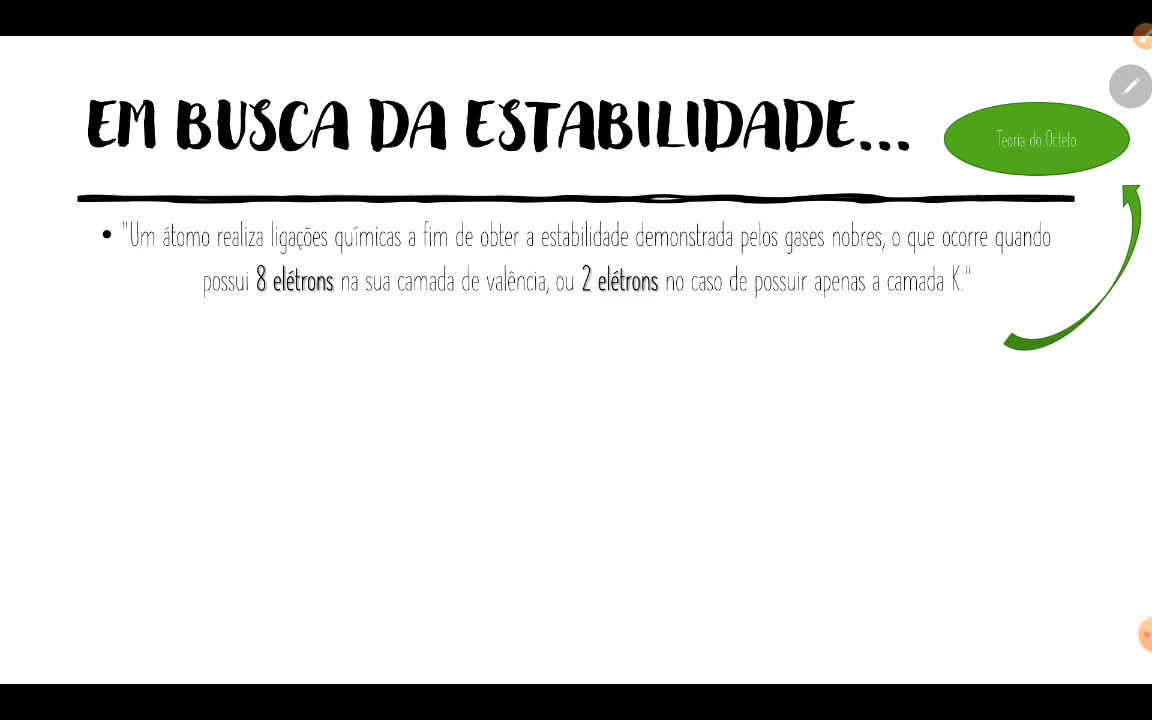 EM BUSCA DA ESTABILIDADE...
Teoria do Octeto
• "Um átomo realiza ligações químicas a fim de obter a estabilidade demonstrada pelos gases nobres, o que ocorre quando
possui 8 elétrons na sua camada de valência, ou 2 elétrons no caso de possuir apenas a camada K."